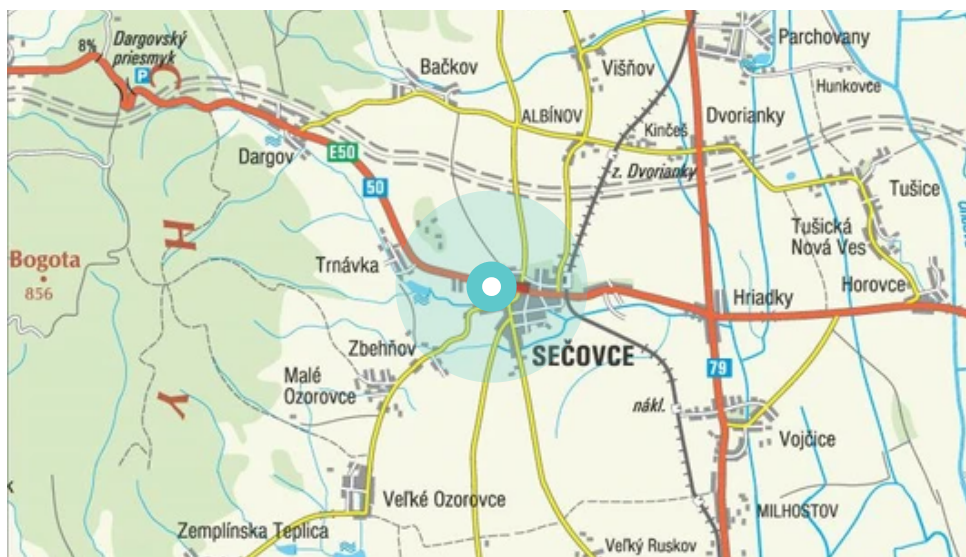 8%
Dargovský
priesmyk
P
Bačkov
Višňov
Parchovany
Hunkovce
ALBÍNOV
Kinčeš
Dvorianky
z. Dvorianky
Dargov
E50
50
Tušice
Tušická
Nová Ves
H
Y
Bogota
856
Trnávka
Horovce
Hriadky
SEČOVCE
Zbehňov
Malé
Ozorovce
79
nákl.
Vojčice
Veľké Ozorovce
MILHOSTOV
Zemplínska Teplica
Veľký Ruskov